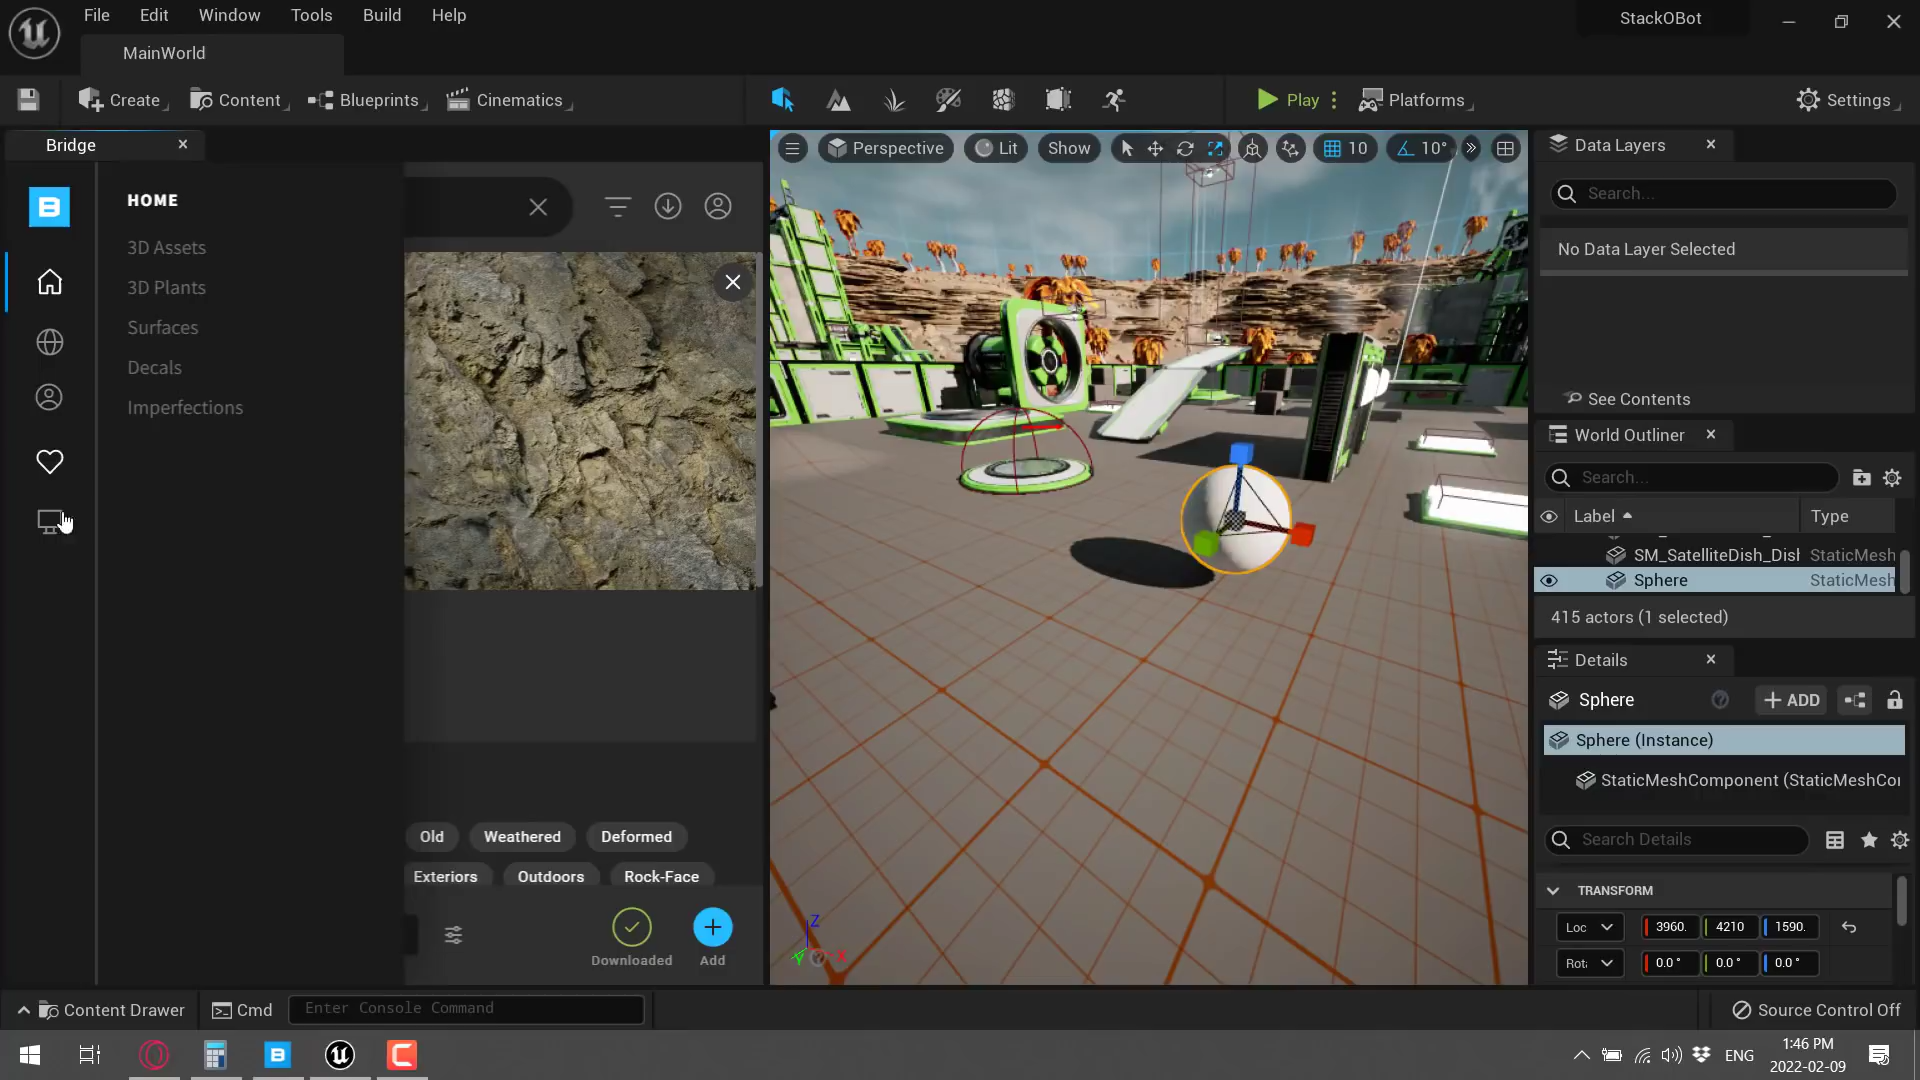 File Edit Window Tools Build Help
StackOBot
MainWorld
Create Content Blueprints Cinematics
Play Platforms Settings
Bridge
Perspective Lit Show 10 10°
Data Layers
Search...
HOME
3D Assets
No Data Layer Selected
3D Plants
Surfaces
Decals
Imperfections
See Contents
World Outliner
Search...
Label Type
SM_SatelliteDish_Dish StaticMesh
Sphere StaticMesh
415 actors (1 selected)
Details
Sphere ADD
Sphere (Instance)
StaticMeshComponent (StaticMeshCor
Old Weathered Deformed
Search Details
Exteriors Outdoors Rock-Face
TRANSFORM
Loc 3960. 4210 1590.
Downloaded Add
Rot 0.0° 0.0° 0.0°
Z
X
Content Drawer Cmd Enter Console Command Source Control Off
ENG
1:46 PM
2022-02-09